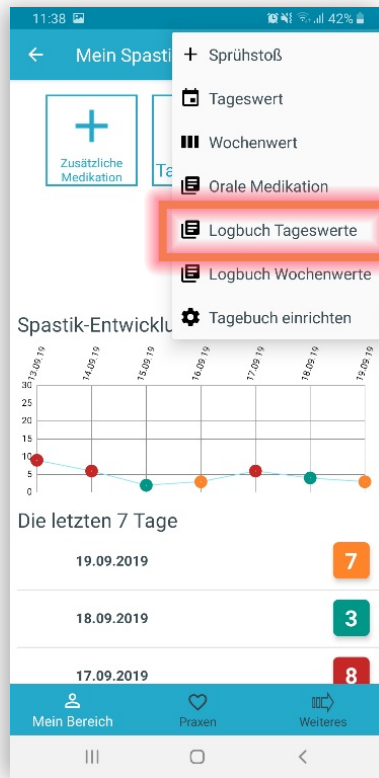 11:38 42%
Mein Spasti
+ Sprühstoß
Tageswert
Wochenwert
Orale Medikation
Logbuch Tageswerte
Logbuch Wochenwerte
Tagebuch einrichten
Zusätzliche
Medikation
Ta
Spastik-Entwicklu
13.09.19 14.09.19 15.09.19 16.09.19 17.09.19 18.09.19 19.09.19
30
25
20
15
10
5
0
Die letzten 7 Tage
19.09.2019 7
18.09.2019 3
17.09.2019 8
Mein Bereich Praxen Weiteres